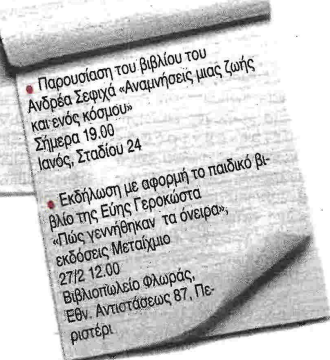 • Παρουσίαση του βιβλίου του
Ανδρέα Σεφιχά «Αναμνήσεις μιας ζωής
και ενός κόσμου»
Σήμερα 19.00
Ιανός, Σταδίου 24
• Εκδήλωση με αφορμή το παιδικό βι-
βλίο της Εύης Γεροκώστα
«Πώς γεννήθηκαν τα όνειρα»,
εκδόσεις Μεταίχμιο
27/2 12.00
Βιβλιοπωλείο Φλωράς,
Εθν. Αντιστάσεως 87, Πε-
ριστέρι